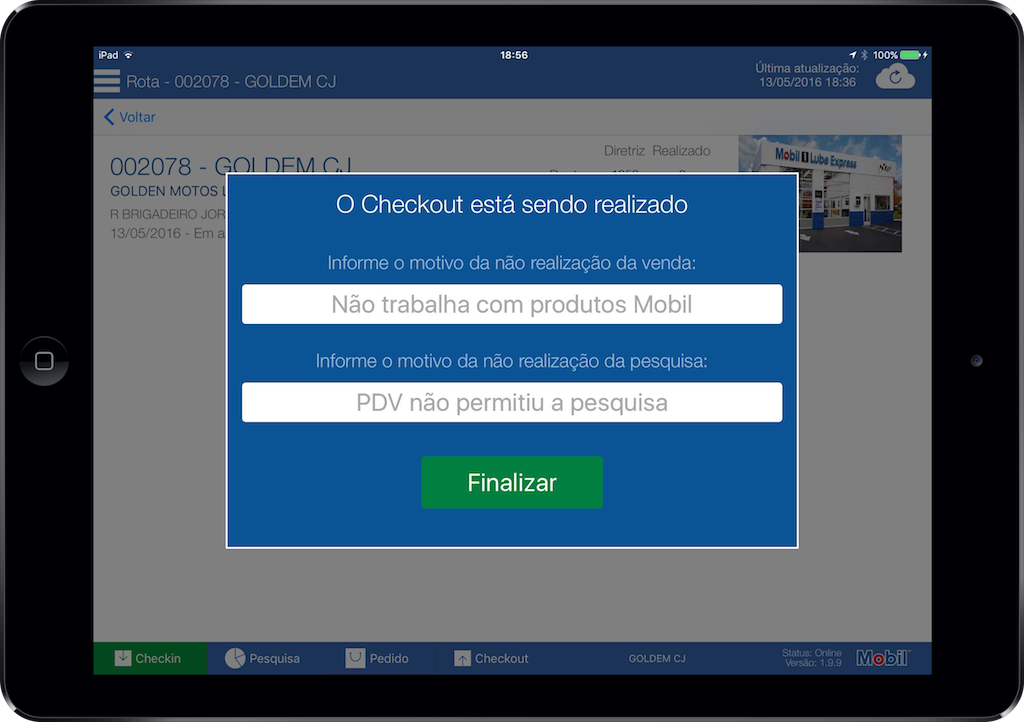 iPad
18:56
100%
Rota - 002078 - GOLDEM CJ
Última atualização:
13/05/2016 18:36
Voltar
Diretriz Realizado
002078 - GOLDEM CJ
GOLDEN MOTOS
R BRIGADEIRO JOR
13/05/2016 - Em a
Mobil 1 Lube Express
O Checkout está sendo realizado
Informe o motivo da não realização da venda:
Não trabalha com produtos Mobil
Informe o motivo da não realização da pesquisa:
PDV não permitiu a pesquisa
Finalizar
Checkin
Pesquisa
Pedido
Checkout
GOLDEM CJ
Status: Online
Versão: 1.9.9
Mobil